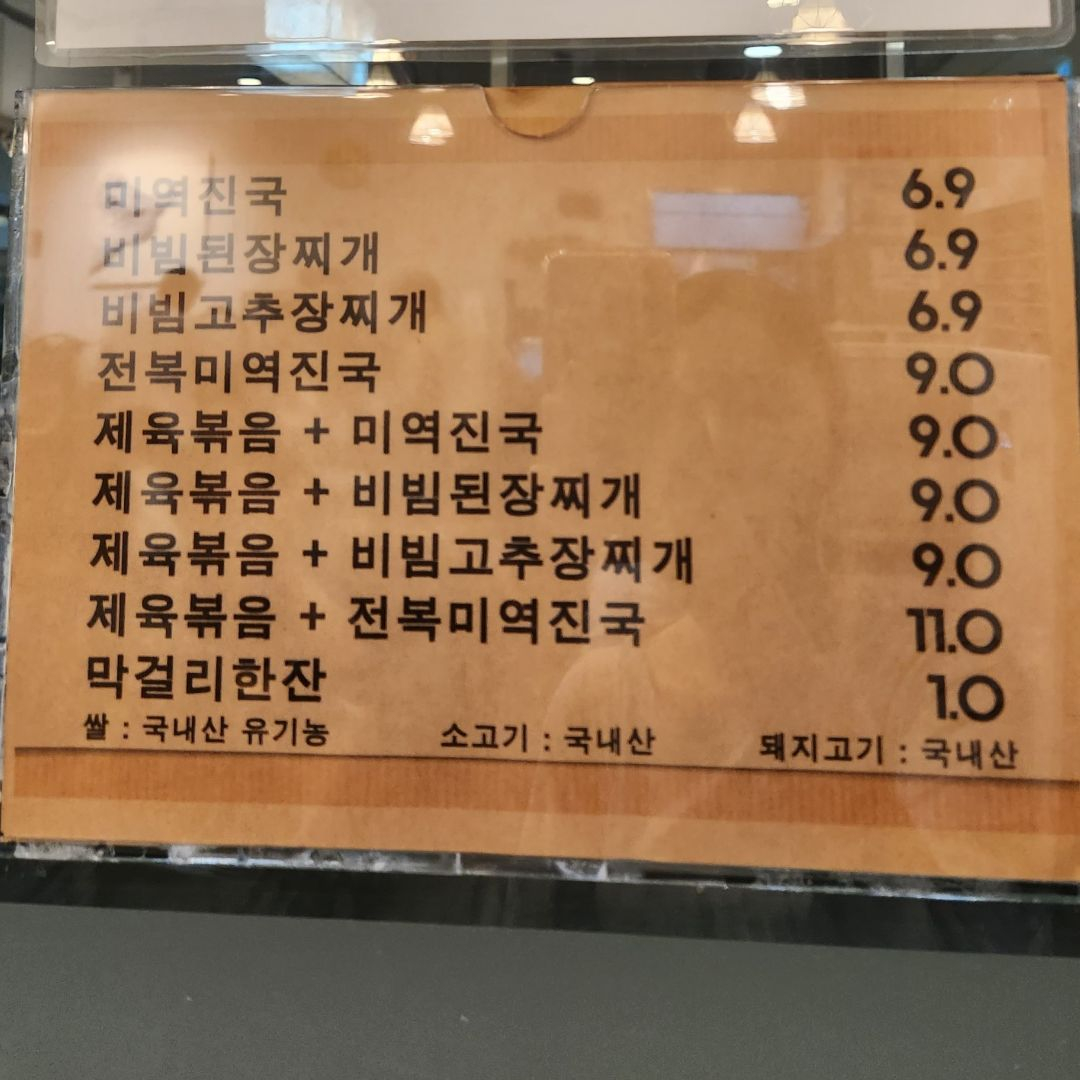 미역진국 6.9
비빔된장찌개 6.9
비빔고추장찌개 6.9
전복미역진국 9.0
제육볶음 + 미역진국 9.0
제육볶음 + 비빔된장찌개 9.0
제육볶음 + 비빔고추장찌개 9.0
제육볶음 + 전복미역진국 11.0
막걸리한잔 1.0
쌀 : 국내산 유기농 소고기 : 국내산 돼지고기 : 국내산